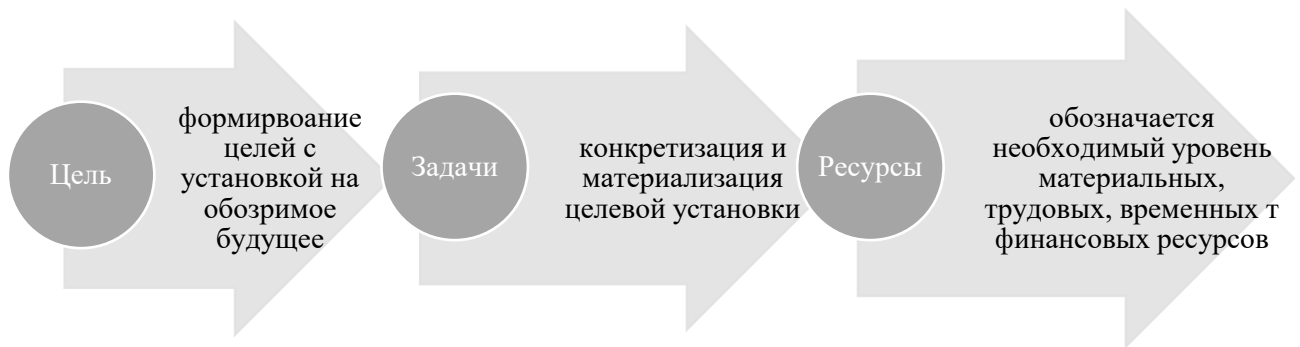 Цель
формирвоание
целей с
установкой на
обозримое
будущее
Задачи
конкретизация и
материализация
целевой установки
Ресурсы
обозначается
необходимый уровень
материальных,
трудовых, временных т
финансовых ресурсов